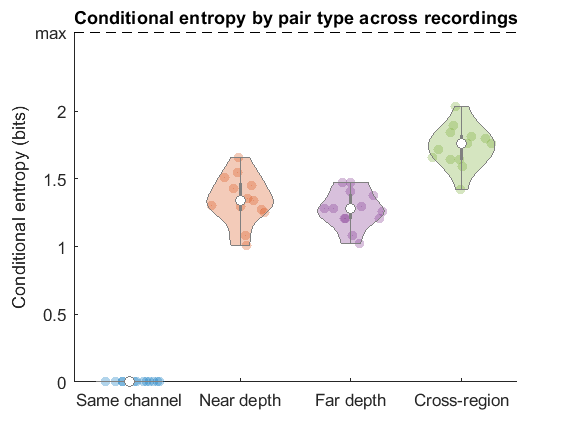 Conditional entropy by pair type across recordings
max
2
1.5
1
0.5
0
Conditional entropy (bits)
Same channel Near depth Far depth Cross-region